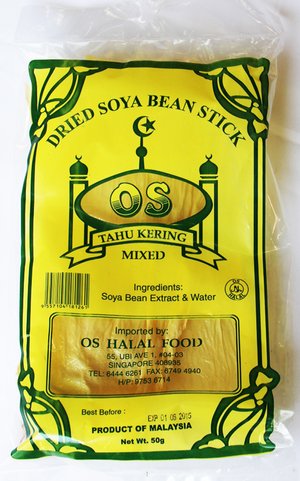 DRIED SOYA BEAN STICK
OS
TAHU KERING
MIXED
Ingredients:
Soya Bean Extract & Water
Imported by:
OS HALAL FOOD
55, UBI AVE 1, #04-03
SINGAPORE 408935
TEL: 6444 6261 FAX: 6749 4940
H/P: 9753 6714
Best Before :
EXP 01 06 2015
PRODUCT OF MALAYSIA
Net Wt. 50g